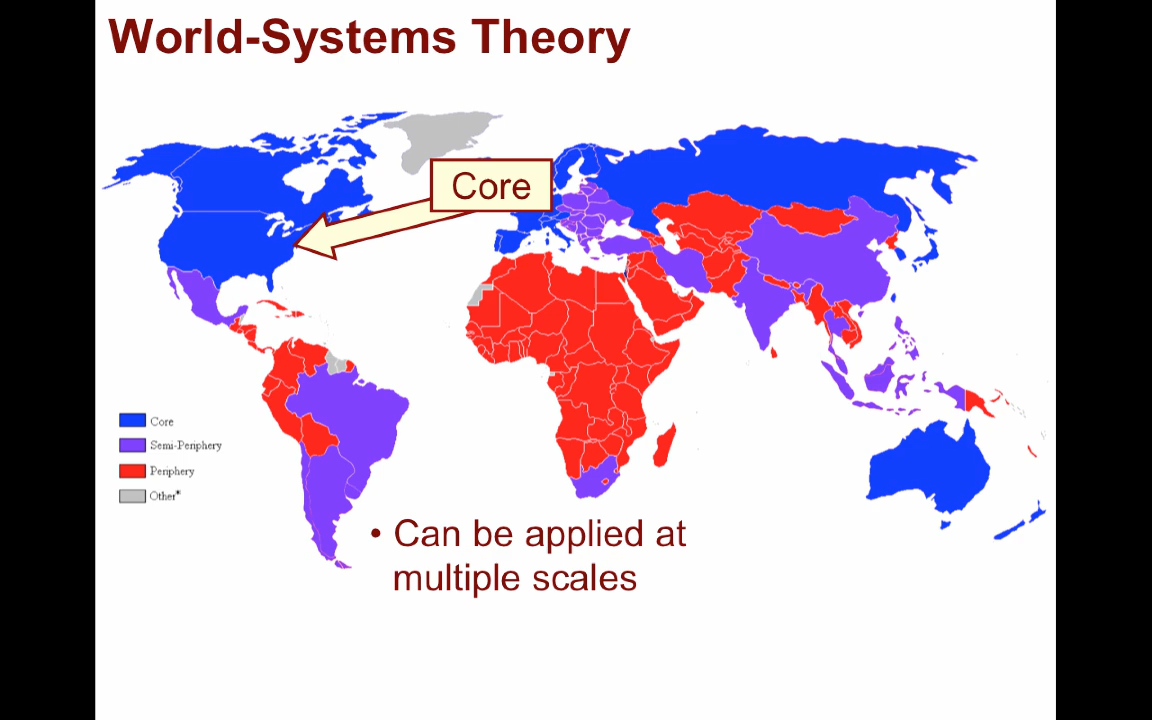 World-Systems Theory
Core
Core
Semi-Periphery
Periphery
Other*
• Can be applied at
multiple scales